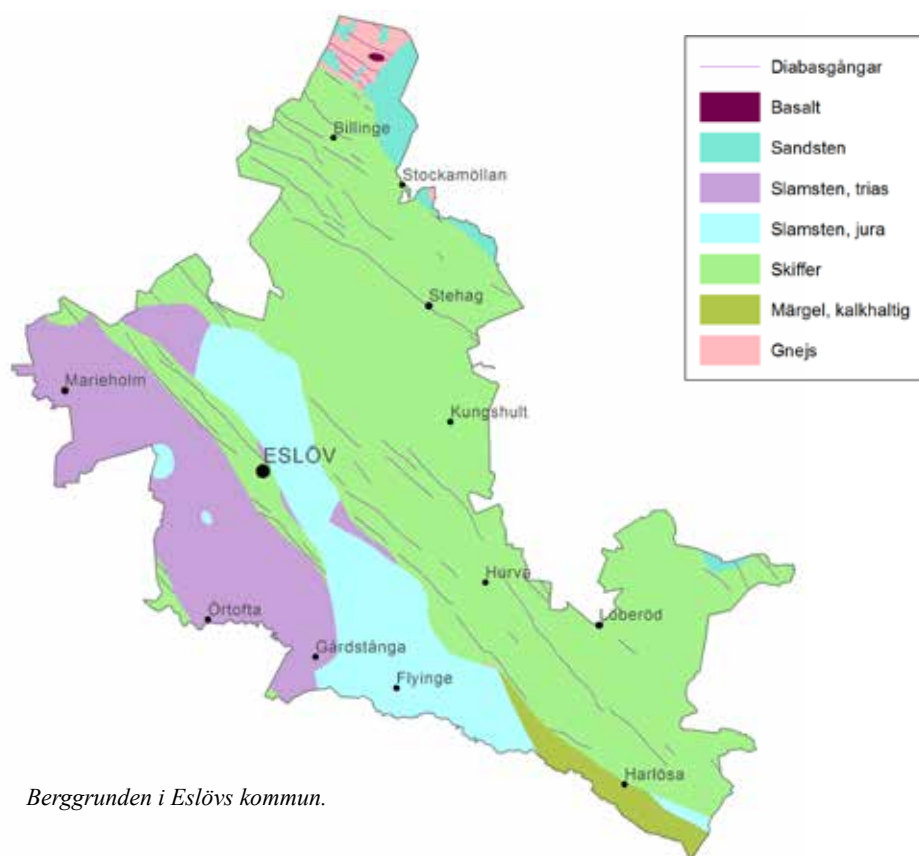 Diabasgångar
Basalt
Sandsten
Slamsten, trias
Slamsten, jura
Skiffer
Märgel, kalkhaltig
Gnejs
Billinge
Stockamöllan
Stehag
Marieholm
Kungshult
ESLÖV
Hurva
Löberöd
Örtofta
Gårdstånga
Flyinge
Harlösa
Berggrunden i Eslövs kommun.